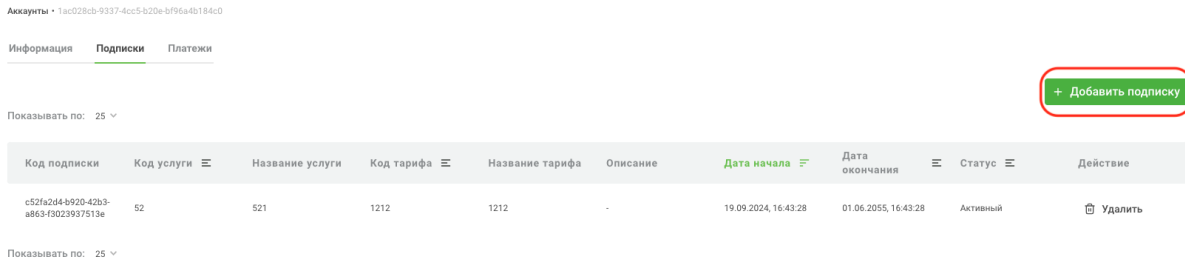 Аккаунты • 1ac028cb-9337-4cc5-b20e-bf96a4b184c0
Информация Подписки Платежи
+ Добавить подписку
Показывать по: 25
Код подписки Код услуги Название услуги Код тарифа Название тарифа Описание Дата начала Дата окончания Статус Действие
c52fa2d4-b920-42b3-
a863-f3023937513e 52 521 1212 1212 - 19.09.2024, 16:43:28 01.06.2055, 16:43:28 Активный Удалить
Показывать по: 25